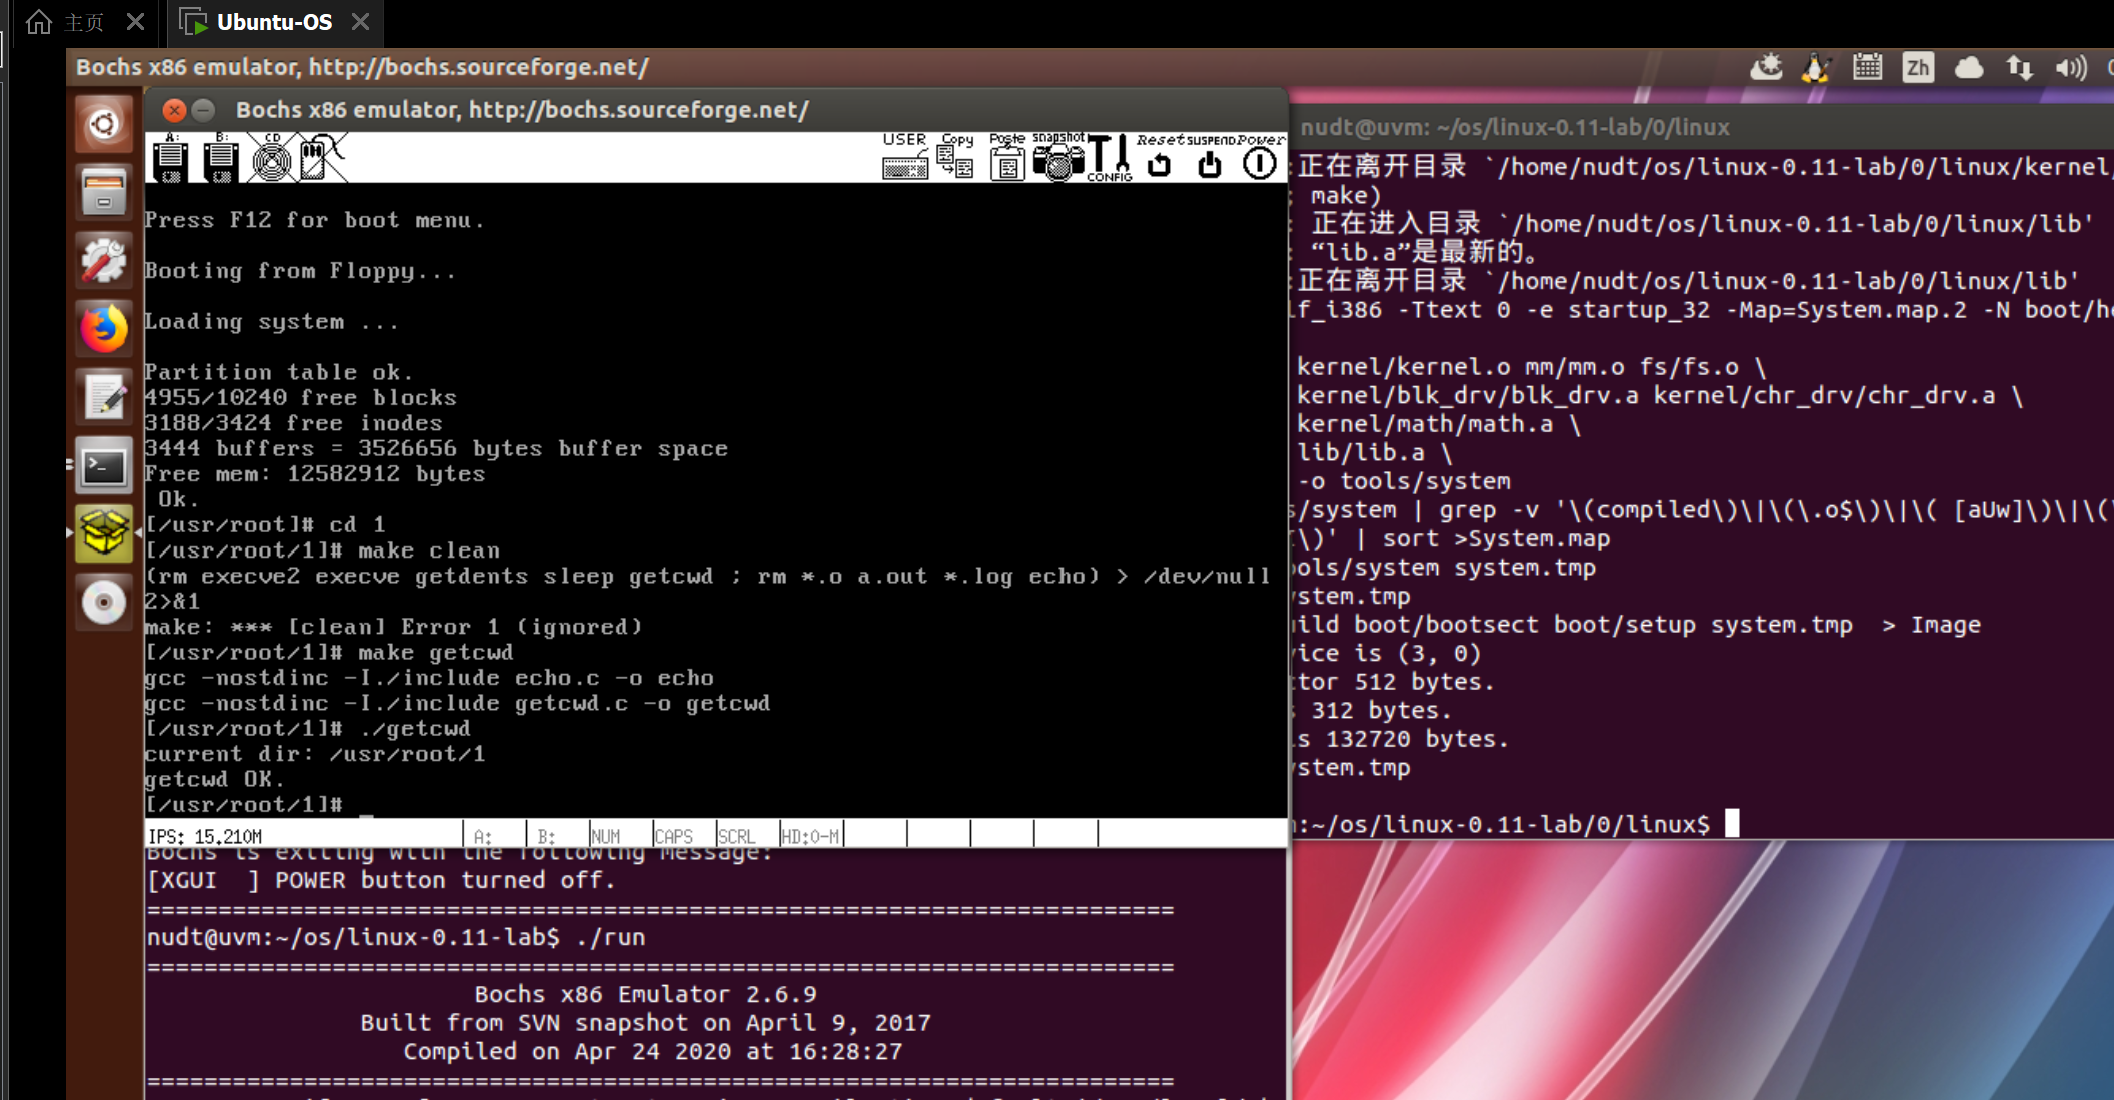 主页
Ubuntu-OS
Bochs x86 emulator, http://bochs.sourceforge.net/
Zh
Bochs x86 emulator, http://bochs.sourceforge.net/
A:
B:
CD
USER
Copy
Paste
snapshot
CONFIG
Reset
SUSPEND
Power
Press F12 for boot menu.
Booting from Floppy...
Loading system ...
Partition table ok.
4955/10240 free blocks
3188/3424 free inodes
3444 buffers = 3526656 bytes buffer space
Free mem: 12582912 bytes
Ok.
[/usr/root]# cd 1
[/usr/root/1]# make clean
(rm execve2 execve getdents sleep getcwd ; rm *.o a.out *.log echo) > /dev/null
2>&1
make: *** [clean] Error 1 (ignored)
[/usr/root/1]# make getcwd
gcc -nostdinc -I./include echo.c -o echo
gcc -nostdinc -I./include getcwd.c -o getcwd
[/usr/root/1]# ./getcwd
current dir: /usr/root/1
getcwd OK.
[/usr/root/1]# _
IPS: 15.210M
A:
B:
NUM
CAPS
SCRL
HD:0-M
Bochs is exiting with the following message:
[XGUI  ] POWER button turned off.
========================================================================
nudt@uvm:~/os/linux-0.11-lab$ ./run
========================================================================
Bochs x86 Emulator 2.6.9
Built from SVN snapshot on April 9, 2017
Compiled on Apr 24 2020 at 16:28:27
========================================================================
nudt@uvm: ~/os/linux-0.11-lab/0/linux
:正在离开目录 `/home/nudt/os/linux-0.11-lab/0/linux/kernel/
; make)
: 正在进入目录 `/home/nudt/os/linux-0.11-lab/0/linux/lib'
: “lib.a”是最新的。
:正在离开目录 `/home/nudt/os/linux-0.11-lab/0/linux/lib'
lf_i386 -Ttext 0 -e startup_32 -Map=System.map.2 -N boot/he
kernel/kernel.o mm/mm.o fs/fs.o \
kernel/blk_drv/blk_drv.a kernel/chr_drv/chr_drv.a \
kernel/math/math.a \
lib/lib.a \
-o tools/system
s/system | grep -v '\(compiled\)\|\(\.o$\)\|\( [aUw]\)\|\(\
[\)' | sort >System.map
ools/system system.tmp
ystem.tmp
uild boot/bootsect boot/setup system.tmp  > Image
vice is (3, 0)
ctor 512 bytes.
s 312 bytes.
is 132720 bytes.
ystem.tmp
:~/os/linux-0.11-lab/0/linux$